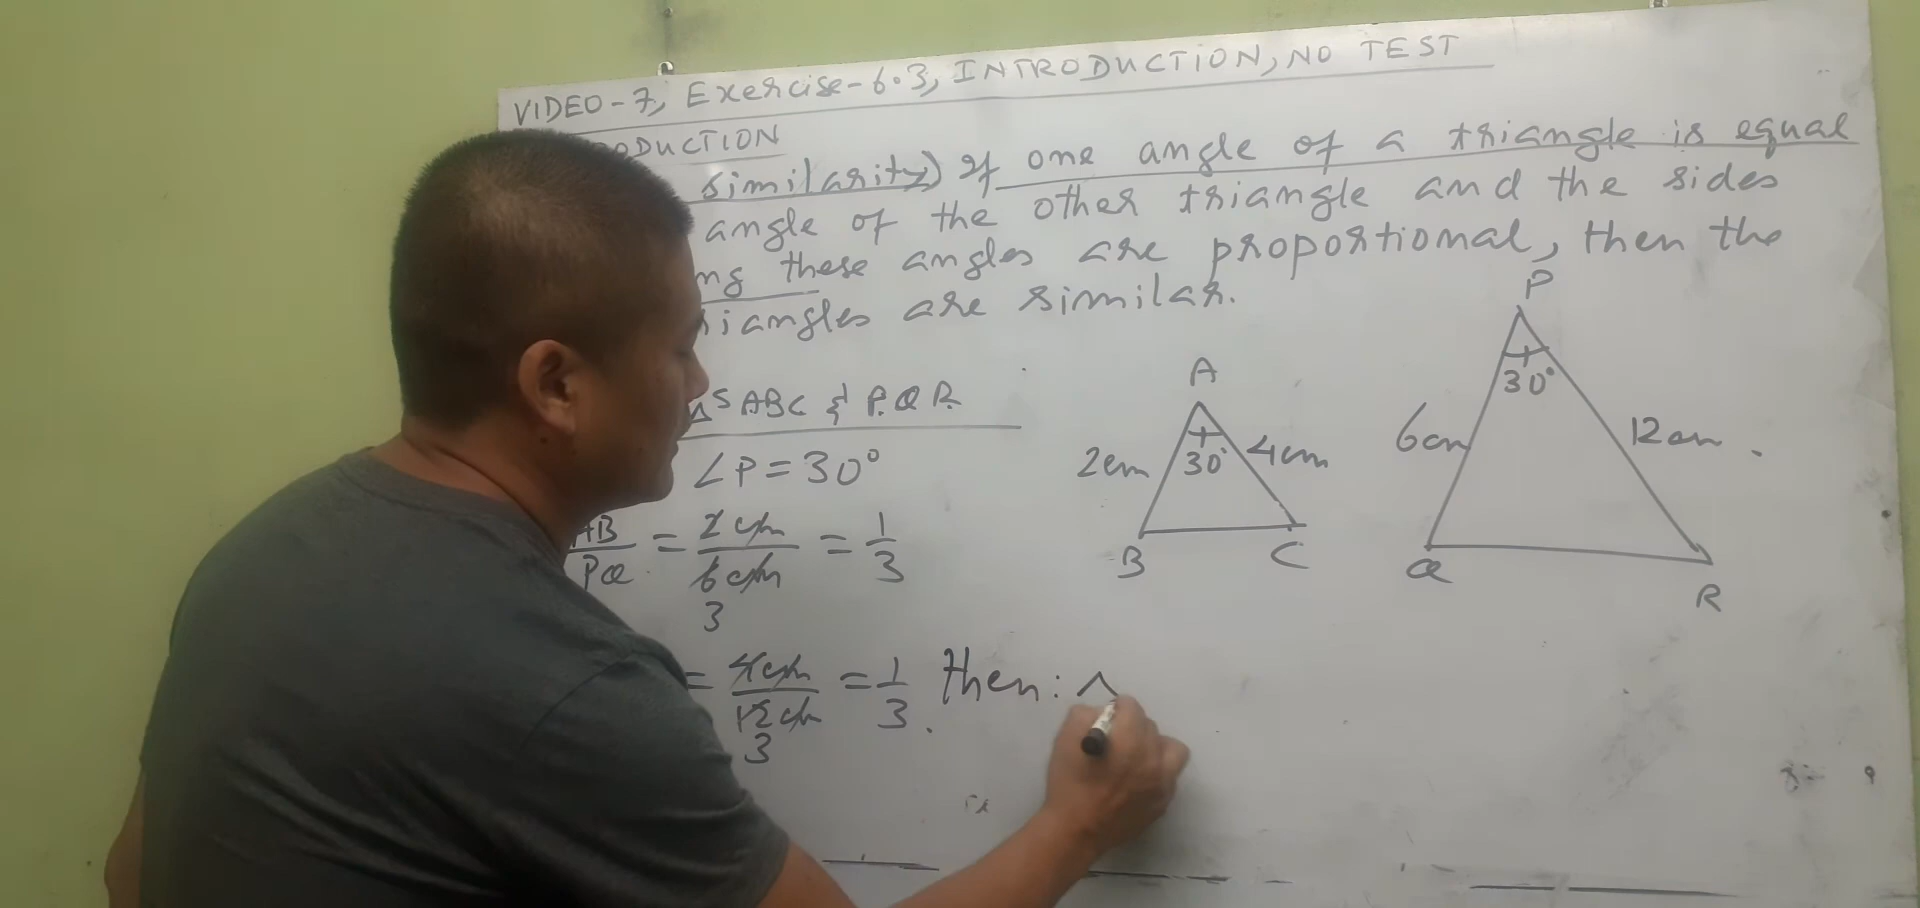 VIDEO-7, Exercise-6.3, INTRODUCTION, NO TEST
ODUCTION
similarity) If one angle of a triangle is equal
angle of the other triangle and the sides
ng these angles are proportional, then the
iangles are similar.
Δˢ ABC & PQR
∠P = 30°
AB/PQ = 2cm/6cm = 1/3
3
= 4cm/12cm = 1/3. then:
3
A
30°
2cm
4cm
B
C
P
30°
6cm
12cm.
Q
R